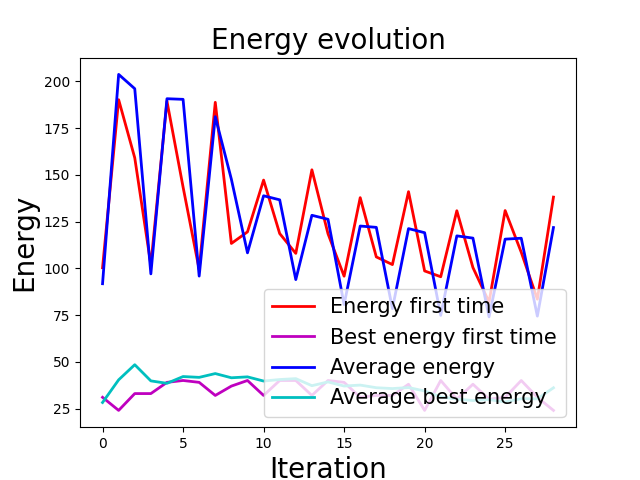 Energy evolution
Energy
200
175
150
125
100
75
50
25
Energy first time
Best energy first time
Average energy
Average best energy
0 5 10 15 20 25
Iteration